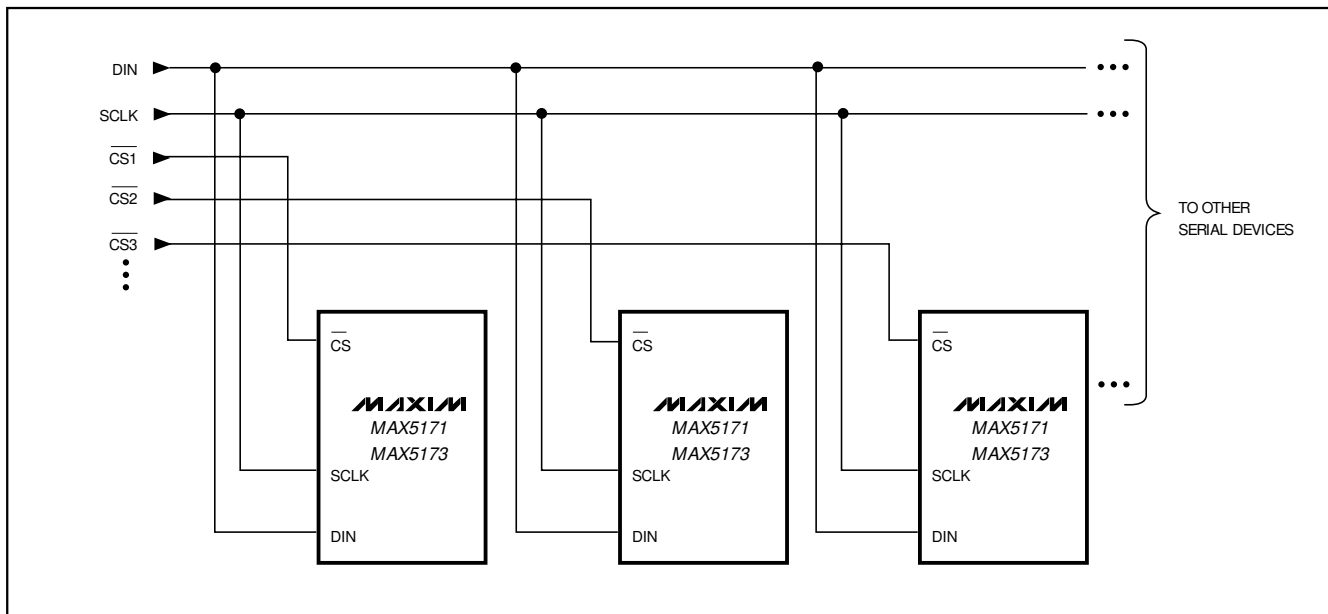 DIN
SCLK
CS1
CS2
CS3
TO OTHER
SERIAL DEVICES
CS
MAXIM
MAX5171
MAX5173
SCLK
DIN
CS
MAXIM
MAX5171
MAX5173
SCLK
DIN
CS
MAXIM
MAX5171
MAX5173
SCLK
DIN